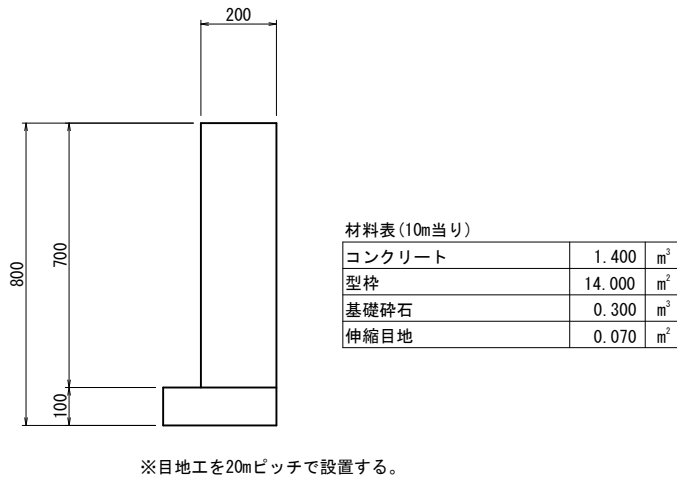 200
800
700
100
材料表(10m当り)
コンクリート 1.400 m³
型枠 14.000 m²
基礎砕石 0.300 m³
伸縮目地 0.070 m²
※目地工を20mピッチで設置する。